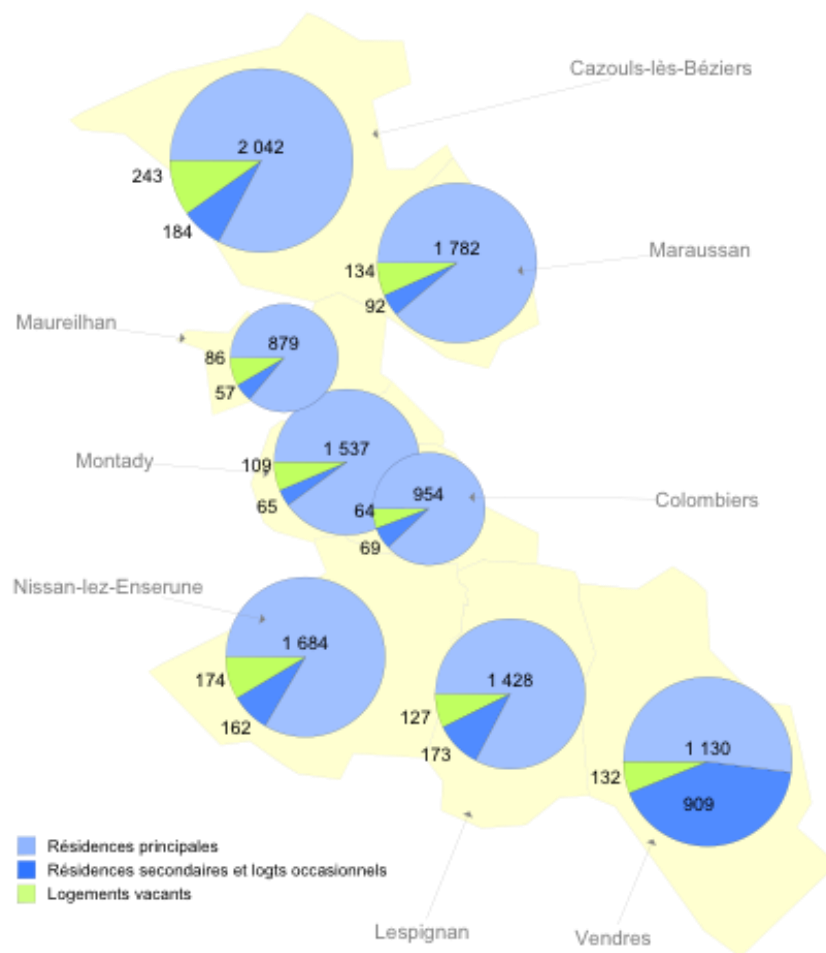 Cazouls-lès-Béziers
2 042
243
184
Maraussan
1 782
134
92
Maureilhan
879
86
57
Montady
1 537
109
65
Colombiers
954
64
69
Nissan-lez-Enserune
1 684
174
162
1 428
127
173
1 130
132
909
Résidences principales
Résidences secondaires et logts occasionnels
Logements vacants
Lespignan
Vendres